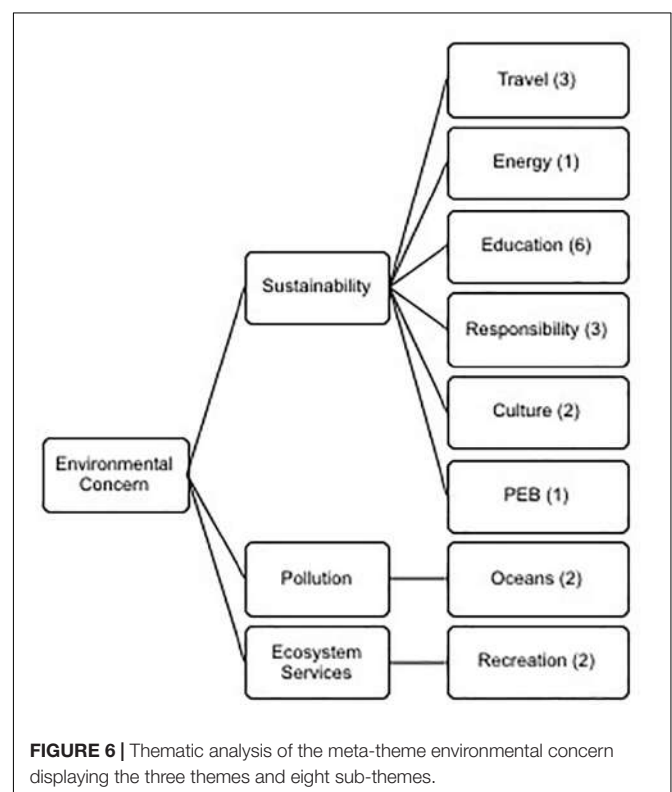 Travel (3)
Energy (1)
Education (6)
Sustainability
Responsibility (3)
Culture (2)
Environmental
Concern
PEB (1)
Pollution
Oceans (2)
Ecosystem
Services
Recreation (2)
FIGURE 6 | Thematic analysis of the meta-theme environmental concern
displaying the three themes and eight sub-themes.